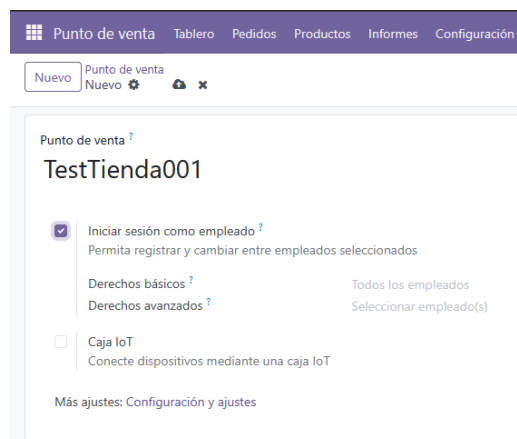 Punto de venta Tablero Pedidos Productos Informes Configuración
Nuevo Punto de venta
Nuevo
Punto de venta ?
TestTienda001
Iniciar sesión como empleado ?
Permita registrar y cambiar entre empleados seleccionados
Derechos básicos ? Todos los empleados
Derechos avanzados ? Seleccionar empleado(s)
Caja IoT
Conecte dispositivos mediante una caja IoT
Más ajustes: Configuración y ajustes